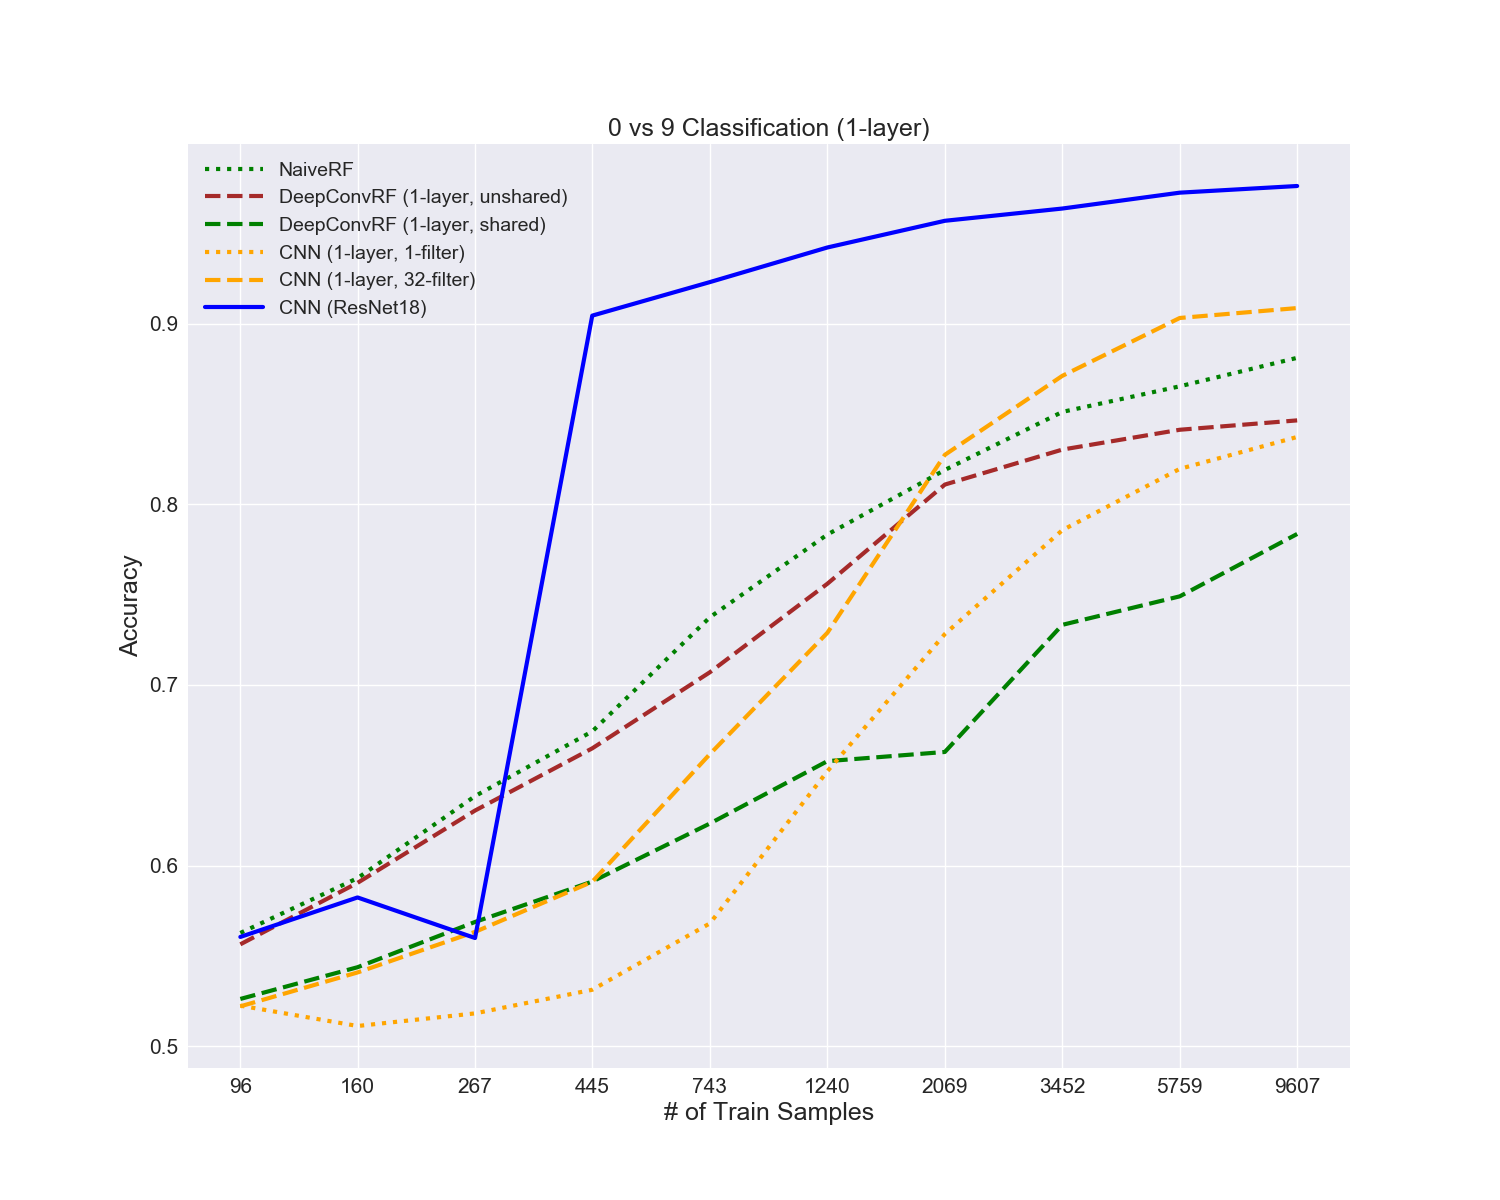 0 vs 9 Classification (1-layer)
NaiveRF
DeepConvRF (1-layer, unshared)
DeepConvRF (1-layer, shared)
CNN (1-layer, 1-filter)
CNN (1-layer, 32-filter)
CNN (ResNet18)
0.9
0.8
0.7
0.6
0.5
Accuracy
96 160 267 445 743 1240 2069 3452 5759 9607
# of Train Samples